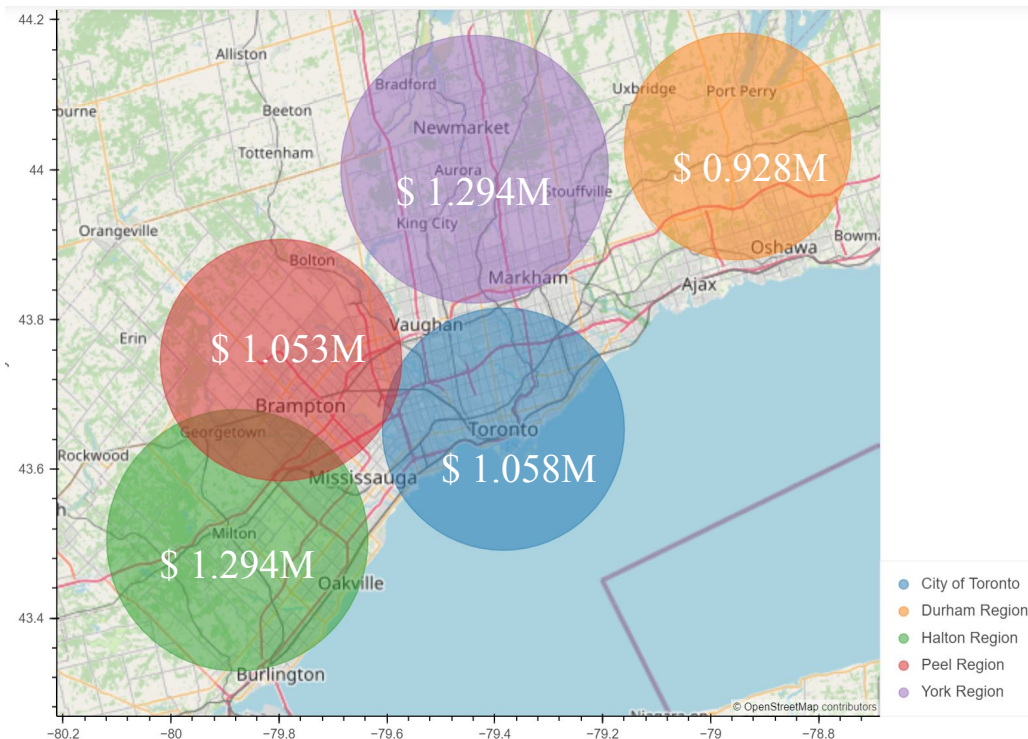 44.2
Alliston
Bradford
Uxbridge
Port Perry
Beeton
Newmarket
Tottenham
44
Aurora
$ 0.928M
$ 1.294M
Stouffville
King City
Orangeville
Oshawa
Bolton
Markham
Ajax
43.8
Vaughan
Erin
$ 1.053M
Brampton
Georgetown
Toronto
Rockwood
43.6
$ 1.058M
Mississauga
Milton
$ 1.294M
Oakville
43.4
Burlington
City of Toronto
Durham Region
Halton Region
Peel Region
York Region
© OpenStreetMap contributors
−80.2 −80 −79.8 −79.6 −79.4 −79.2 −79 −78.8